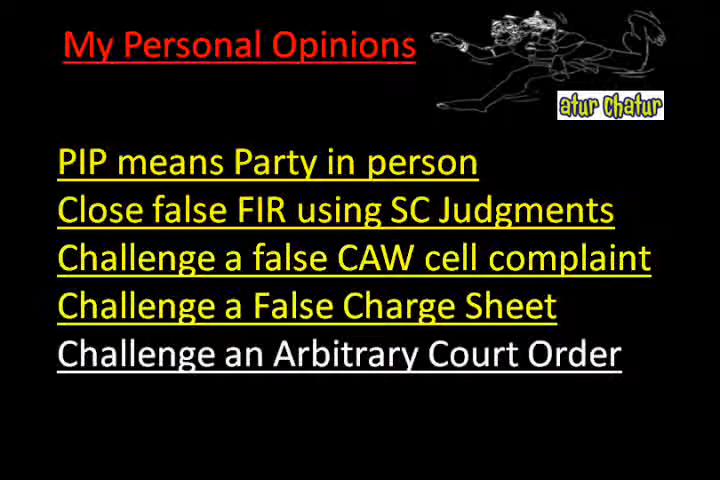 My Personal Opinions
atur chatur
PIP means Party in person
Close false FIR using SC Judgments
Challenge a false CAW cell complaint
Challenge a False Charge Sheet
Challenge an Arbitrary Court Order